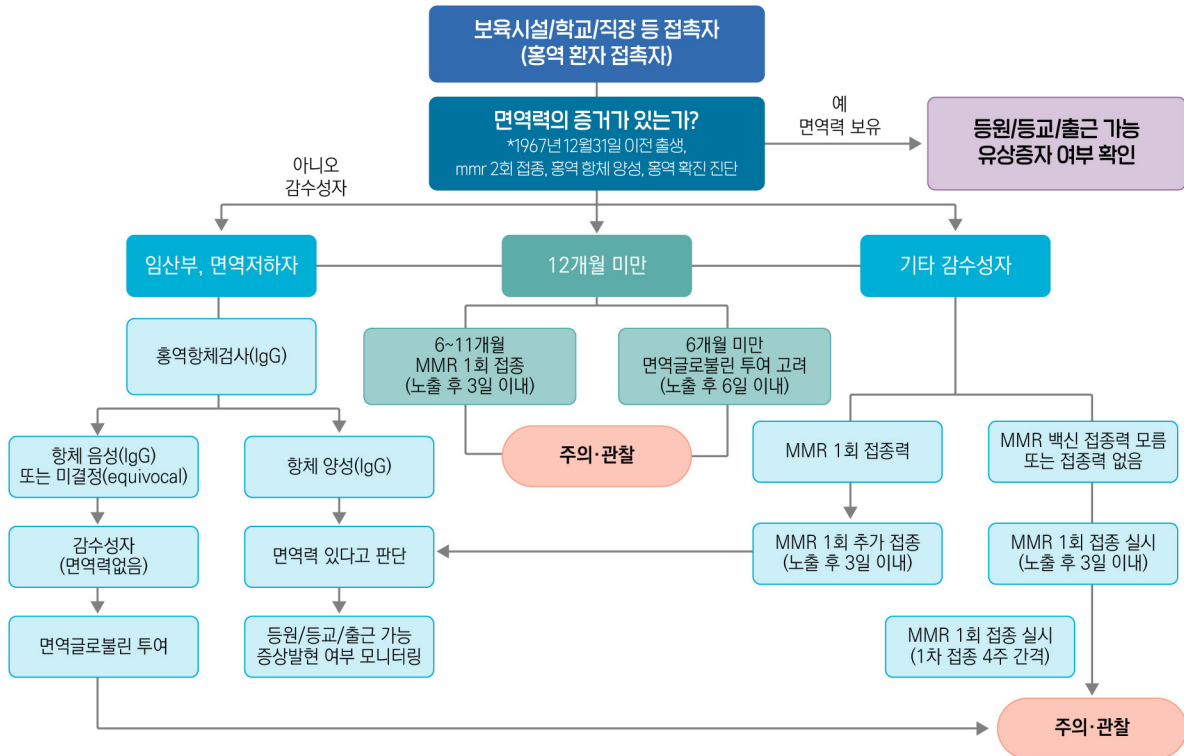 보육시설/학교/직장 등 접촉자
(홍역 환자 접촉자)
면역력의 증거가 있는가?
*1967년 12월31일 이전 출생,
mmr 2회 접종, 홍역 항체 양성, 홍역 확진 진단
예
면역력 보유
등원/등교/출근 가능
유상증자 여부 확인
아니오
감수성자
임산부, 면역저하자
12개월 미만
기타 감수성자
홍역항체검사(IgG)
6~11개월
MMR 1회 접종
(노출 후 3일 이내)
6개월 미만
면역글로불린 투여 고려
(노출 후 6일 이내)
주의·관찰
항체 음성(IgG)
또는 미결정(equivocal)
항체 양성(IgG)
MMR 1회 접종력
MMR 백신 접종력 모름
또는 접종력 없음
감수성자
(면역력없음)
면역력 있다고 판단
MMR 1회 추가 접종
(노출 후 3일 이내)
MMR 1회 접종 실시
(노출 후 3일 이내)
면역글로불린 투여
등원/등교/출근 가능
증상발현 여부 모니터링
MMR 1회 접종 실시
(1차 접종 4주 간격)
주의·관찰